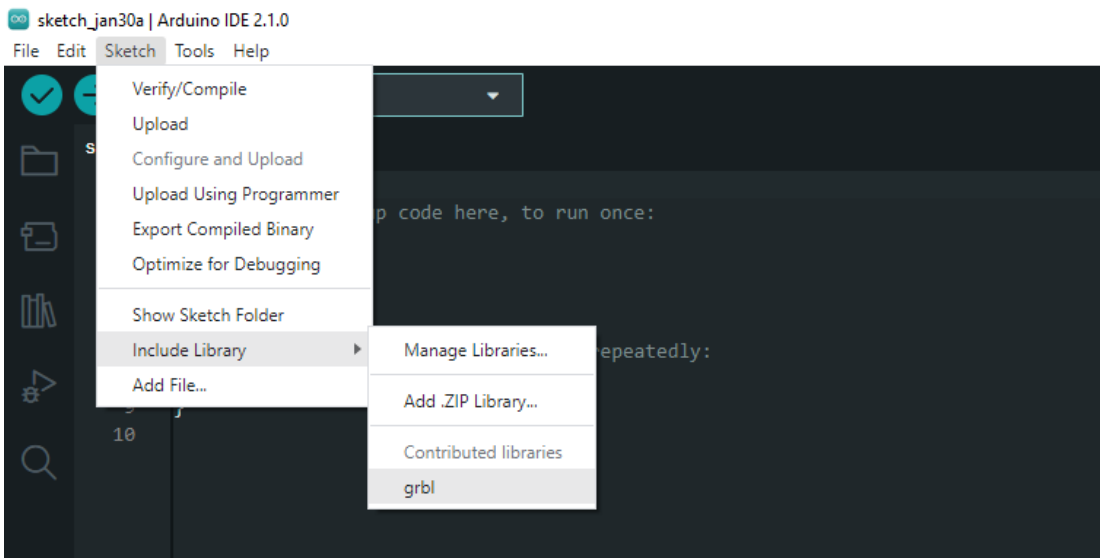 sketch_jan30a | Arduino IDE 2.1.0
File Edit Sketch Tools Help
Verify/Compile
Upload
S
Configure and Upload
Upload Using Programmer
p code here, to run once:
Export Compiled Binary
Optimize for Debugging
Show Sketch Folder
Include Library
Manage Libraries...
epeatedly:
Add File...
Add .ZIP Library...
9 }
10
Contributed libraries
grbl